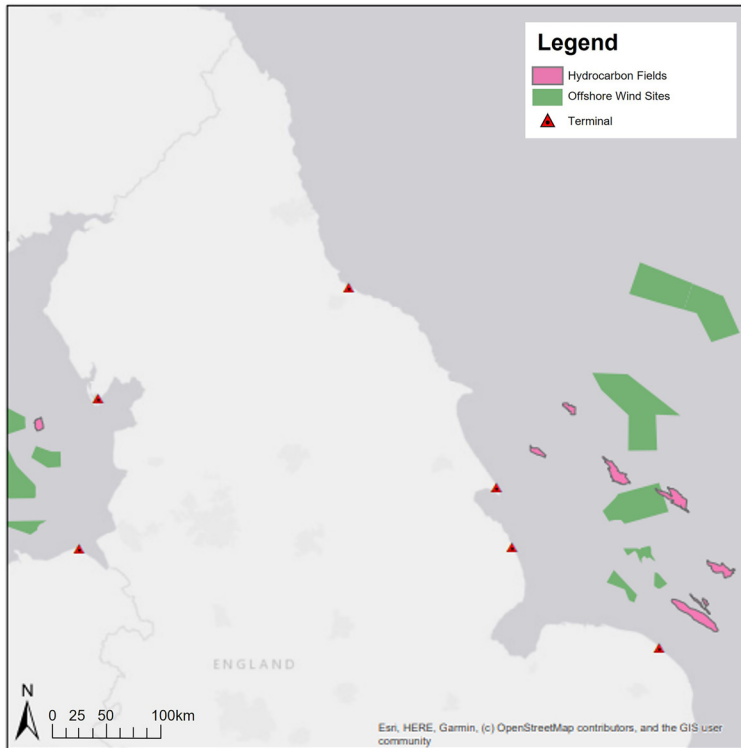 Legend
Hydrocarbon Fields
Offshore Wind Sites
Terminal
ENGLAND
N
0 25 50 100km
Esri, HERE, Garmin, (c) OpenStreetMap contributors, and the GIS user
community